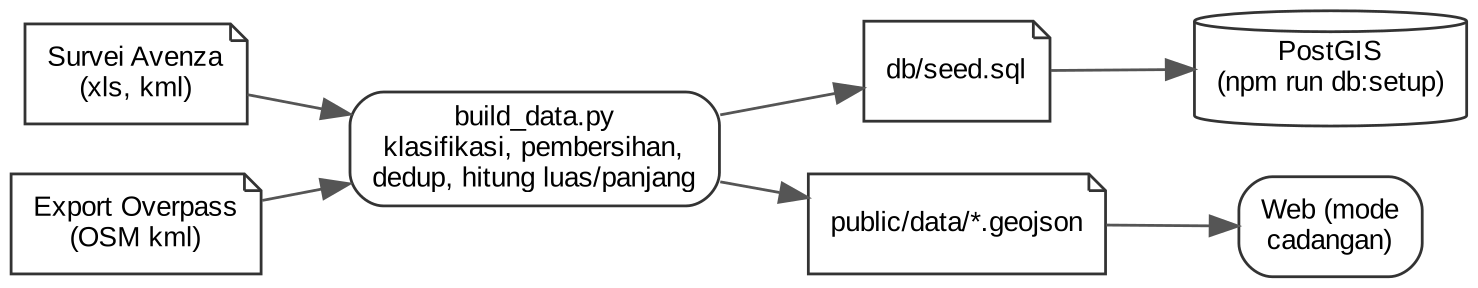 Survei Avenza
(xls, kml)
Export Overpass
(OSM kml)
build_data.py
klasifikasi, pembersihan,
dedup, hitung luas/panjang
db/seed.sql
public/data/*.geojson
PostGIS
(npm run db:setup)
Web (mode
cadangan)